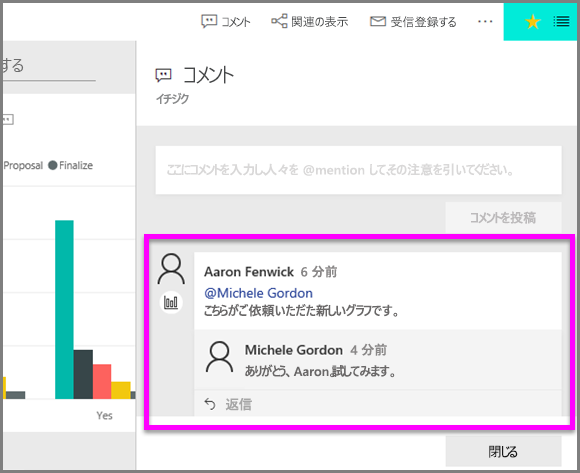 コメント 関連の表示 受信登録する ...
する
コメント
イチジク
Proposal Finalize
ここにコメントを入力し、人々を @mention してその注意を引いてください。
コメントを投稿
Aaron Fenwick 6 分前
@Michele Gordon
こちらがご依頼いただた新しいグラフです。
Michele Gordon 4 分前
ありがとう、Aaron。試してみます。
返信
Yes
閉じる